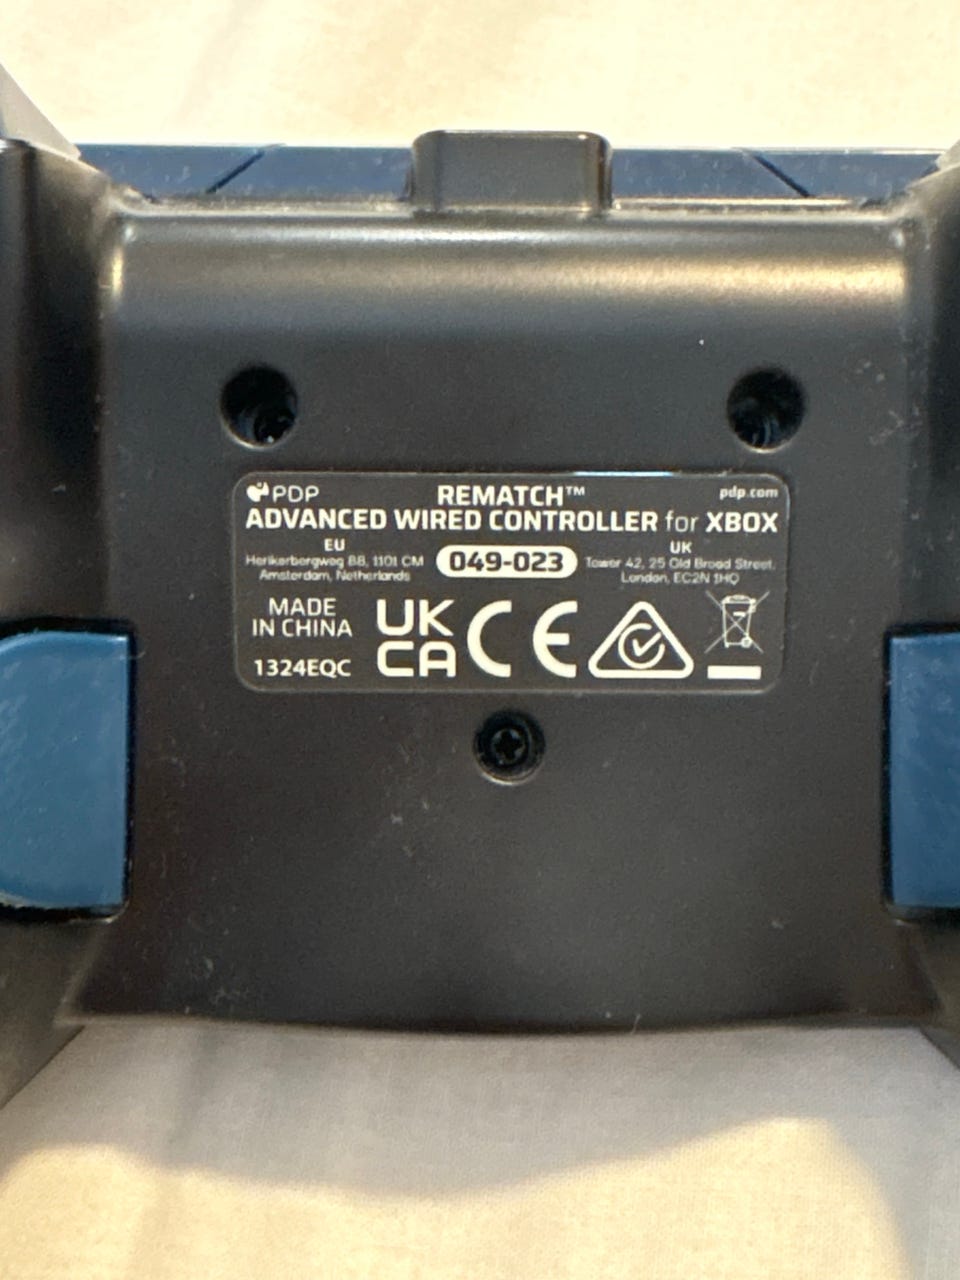 PDP
REMATCH™
pdp.com
ADVANCED WIRED CONTROLLER for XBOX
EU
Herikerbergweg 88, 1101 CM
Amsterdam, Netherlands
049-023
UK
Tower 42, 25 Old Broad Street,
London, EC2N 1HQ
MADE
IN CHINA
1324EQC
UK
CA
CE